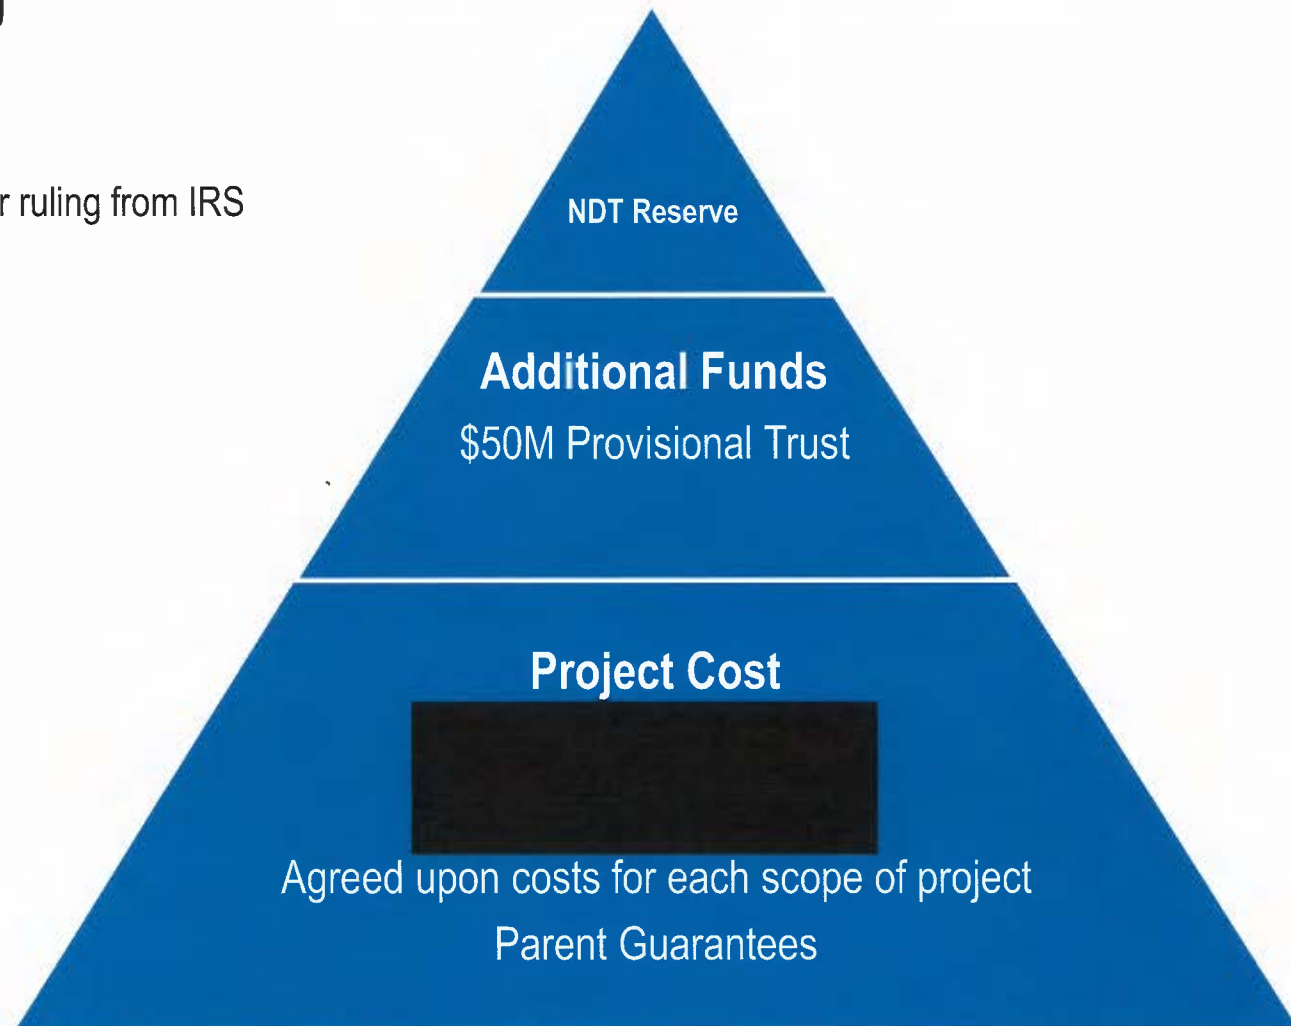 r ruling from IRS
NDT Reserve
Additional Funds
$50M Provisional Trust
Project Cost
Agreed upon costs for each scope of project
Parent Guarantees